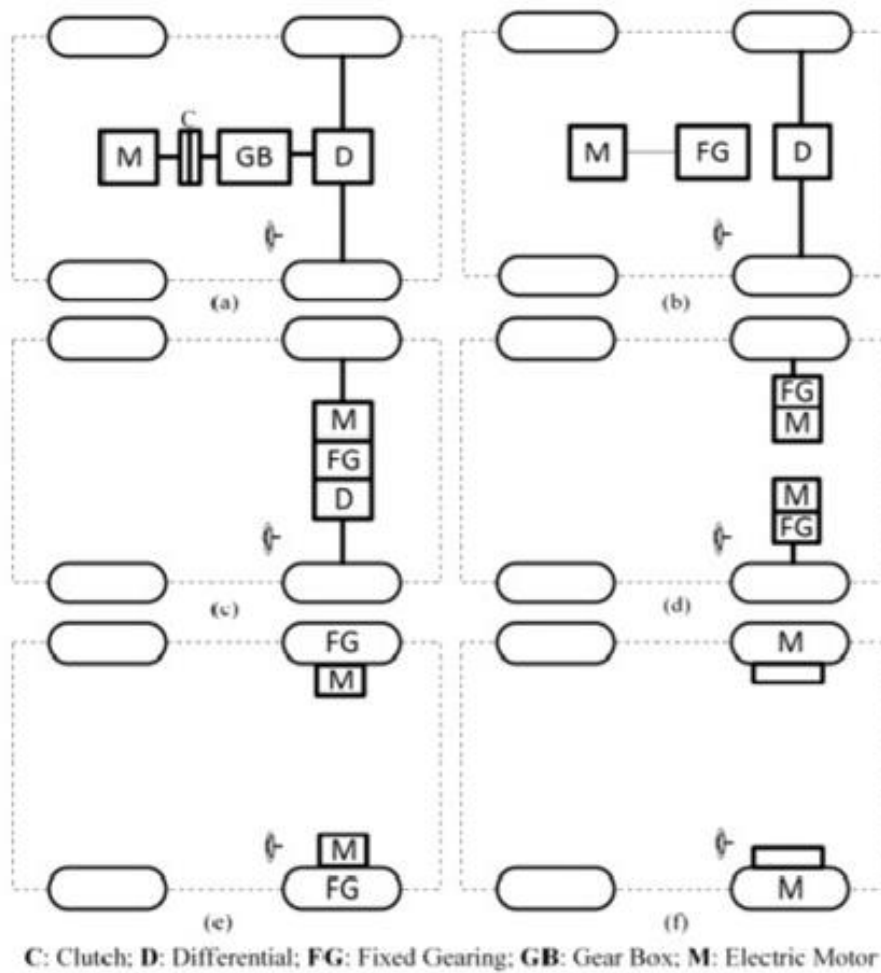 C
M GB D
M FG D
(a) (b)
M
FG
D
FG
M
M
FG
(c) (d)
FG
M
M
M
FG
M
(e) (f)
C: Clutch; D: Differential; FG: Fixed Gearing; GB: Gear Box; M: Electric Motor